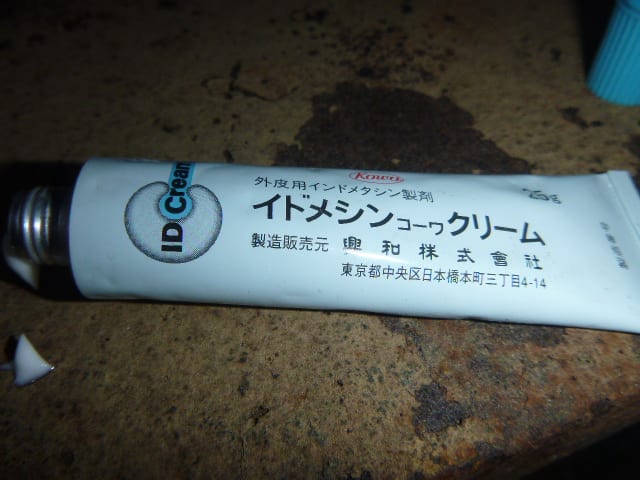 Kowa
25g
外皮用インドメタシン製剤
イドメシンコーワクリーム
製造販売元 興和株式會社
東京都中央区日本橋本町三丁目4-14
ID Cream